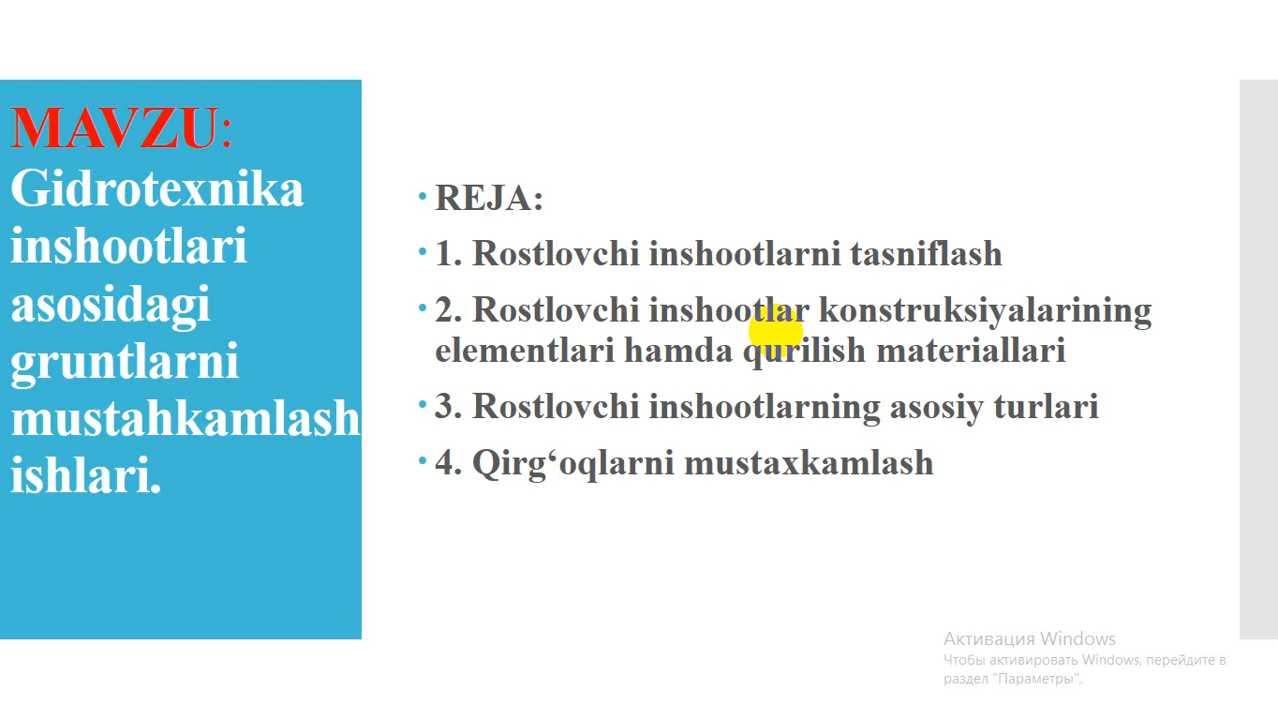 MAVZU:
Gidrotexnika
inshootlari
asosidagi
gruntlarni
mustahkamlash
ishlari.
• REJA:
• 1. Rostlovchi inshootlarni tasniflash
• 2. Rostlovchi inshootlar konstruksiyalarining
elementlari hamda qurilish materiallari
• 3. Rostlovchi inshootlarning asosiy turlari
• 4. Qirg‘oqlarni mustaxkamlash
Активация Windows
Чтобы активировать Windows, перейдите в
раздел "Параметры".